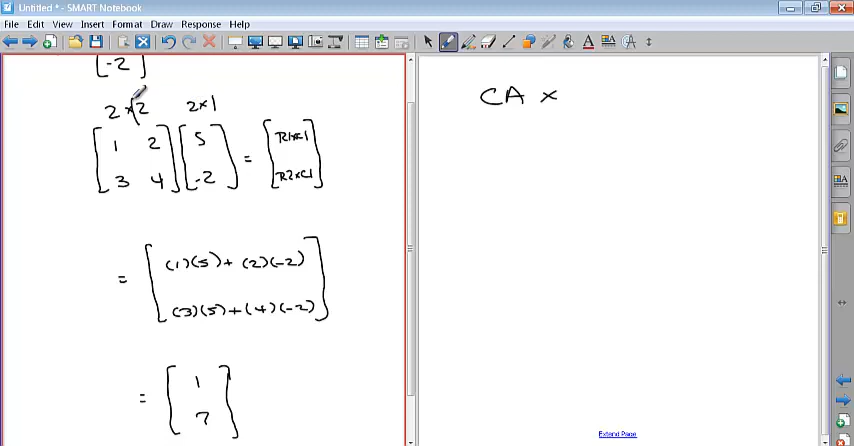 Untitled * - SMART Notebook
File Edit View Insert Format Draw Response Help
[-2]
2 × 2 2 × 1
1 2 5 = R1×C1
3 4 -2 R2×C1
= (1)(5) + (2)(-2)
(3)(5) + (4)(-2)
= 1
7
CA ×
Extend Page